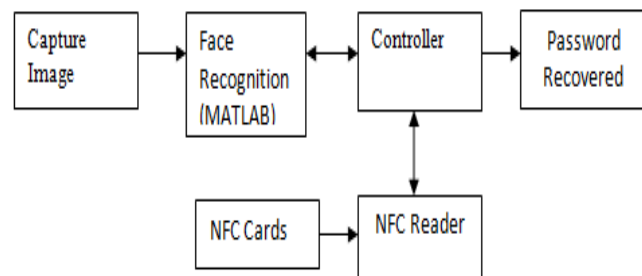 Capture
Image
Face
Recognition
(MATLAB)
Controller
Password
Recovered
NFC Cards
NFC Reader